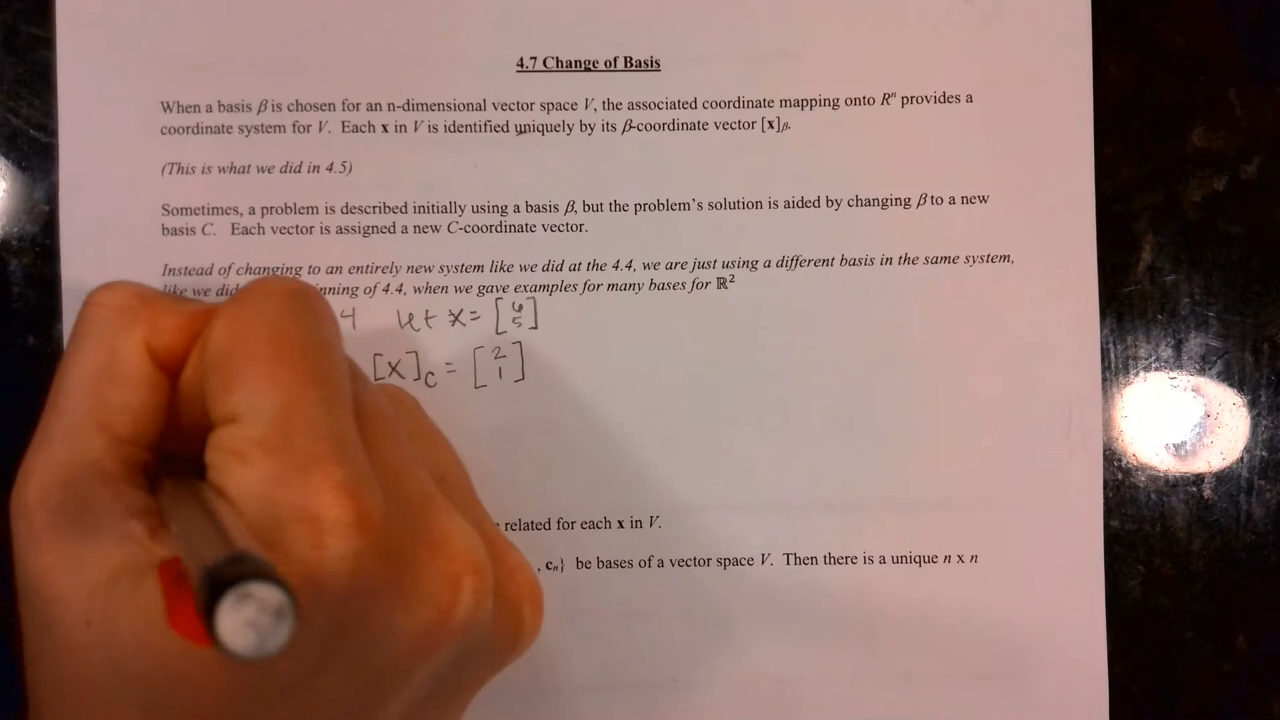 4.7 Change of Basis
When a basis β is chosen for an n-dimensional vector space V, the associated coordinate mapping onto Rⁿ provides a
coordinate system for V. Each x in V is identified uniquely by its β-coordinate vector [x]β.
(This is what we did in 4.5)
Sometimes, a problem is described initially using a basis β, but the problem's solution is aided by changing β to a new
basis C. Each vector is assigned a new C-coordinate vector.
Instead of changing to an entirely new system like we did at the 4.4, we are just using a different basis in the same system,
like we did nning of 4.4, when we gave examples for many bases for ℝ²
4 let x = [6 5]
[x]C = [2 1]
related for each x in V.
, cₙ} be bases of a vector space V. Then there is a unique n x n